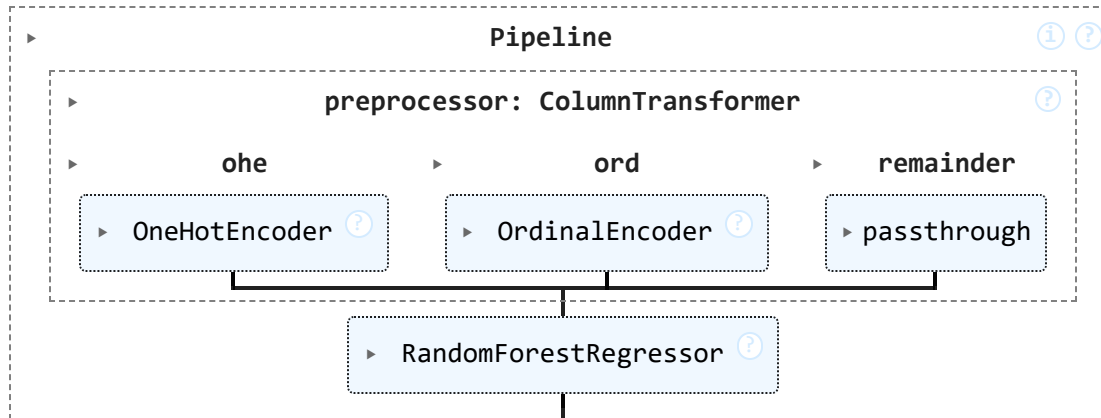 Pipeline i ?
preprocessor: ColumnTransformer ?
ohe ord remainder
OneHotEncoder ? OrdinalEncoder ? passthrough
RandomForestRegressor ?